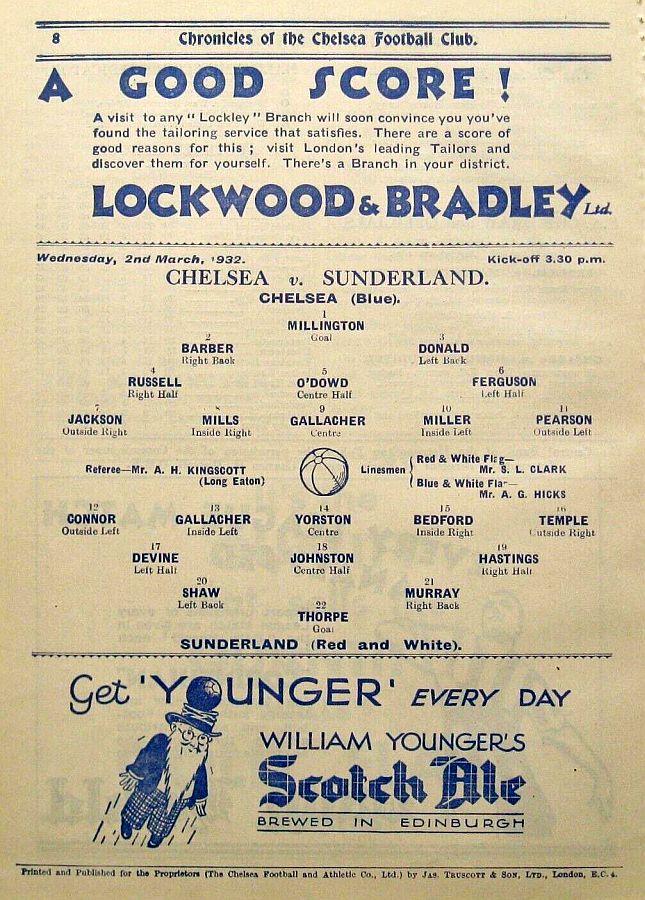 8 Chronicles of the Chelsea Football Club.
A GOOD SCORE!
A visit to any "Lockley" Branch will soon convince you you've
found the tailoring service that satisfies. There are a score of
good reasons for this; visit London's leading Tailors and
discover them for yourself. There's a Branch in your district.
LOCKWOOD & BRADLEY Ltd.
Wednesday, 2nd March, 1932. Kick-off 3.30 p.m.
CHELSEA v. SUNDERLAND.
CHELSEA (Blue).
1
MILLINGTON
Goal
2 3
BARBER DONALD
Right Back Left Back
4 5 6
RUSSELL O'DOWD FERGUSON
Right Half Centre Half Left Half
7 8 9 10 11
JACKSON MILLS GALLACHER MILLER PEARSON
Outside Right Inside Right Centre Inside Left Outside Left
Referee—Mr. A. H. KINGSCOTT
(Long Eaton)
Linesmen
Red & White Flag—
Mr. S. L. CLARK
Blue & White Flag—
Mr. A. G. HICKS
12 13 14 15 16
CONNOR GALLACHER YORSTON BEDFORD TEMPLE
Outside Left Inside Left Centre Inside Right Outside Right
17 18 19
DEVINE JOHNSTON HASTINGS
Left Half Centre Half Right Half
20 21
SHAW MURRAY
Left Back Right Back
22
THORPE
Goal
SUNDERLAND (Red and White).
Get 'YOUNGER' EVERY DAY
WILLIAM YOUNGER'S
Scotch Ale
BREWED IN EDINBURGH
Printed and Published for the Proprietors (The Chelsea Football and Athletic Co., Ltd.) by JAS. TRUSCOTT & SON, LTD., London, E.C. 4.